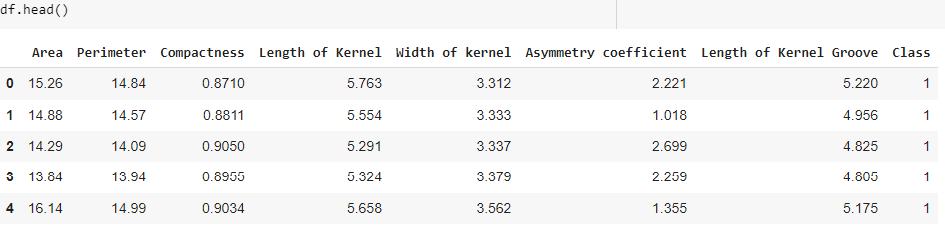 df.head()
Area Perimeter Compactness Length of Kernel Width of kernel Asymmetry coefficient Length of Kernel Groove Class
0 15.26 14.84 0.8710 5.763 3.312 2.221 5.220 1
1 14.88 14.57 0.8811 5.554 3.333 1.018 4.956 1
2 14.29 14.09 0.9050 5.291 3.337 2.699 4.825 1
3 13.84 13.94 0.8955 5.324 3.379 2.259 4.805 1
4 16.14 14.99 0.9034 5.658 3.562 1.355 5.175 1